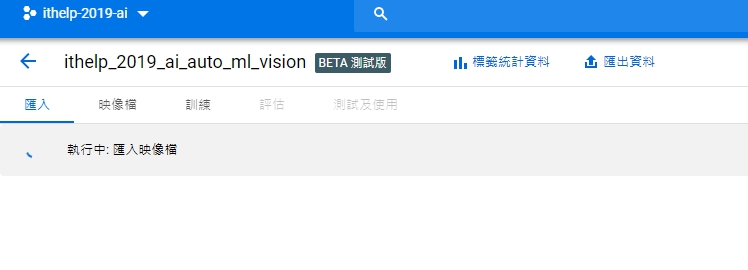 ithelp-2019-ai
ithelp_2019_ai_auto_ml_vision BETA 測試版 標籤統計資料 匯出資料
匯入 映像檔 訓練 評估 測試及使用
執行中: 匯入映像檔